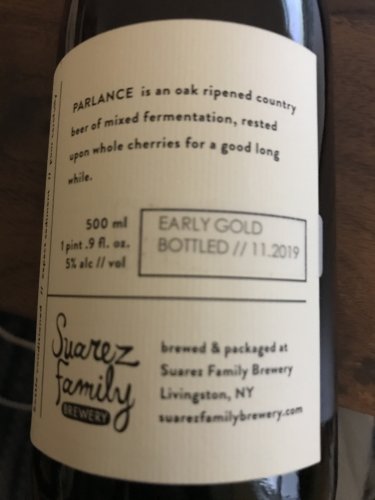 PARLANCE is an oak ripened country
beer of mixed fermentation, rested
upon whole cherries for a good long
while.
500 ml
1 pint .9 fl. oz.
5% alc // vol
EARLY GOLD
BOTTLED // 11.2019
Suarez
Family
BREWERY
brewed & packaged at
Suarez Family Brewery
Livingston, NY
suarezfamilybrewery.com